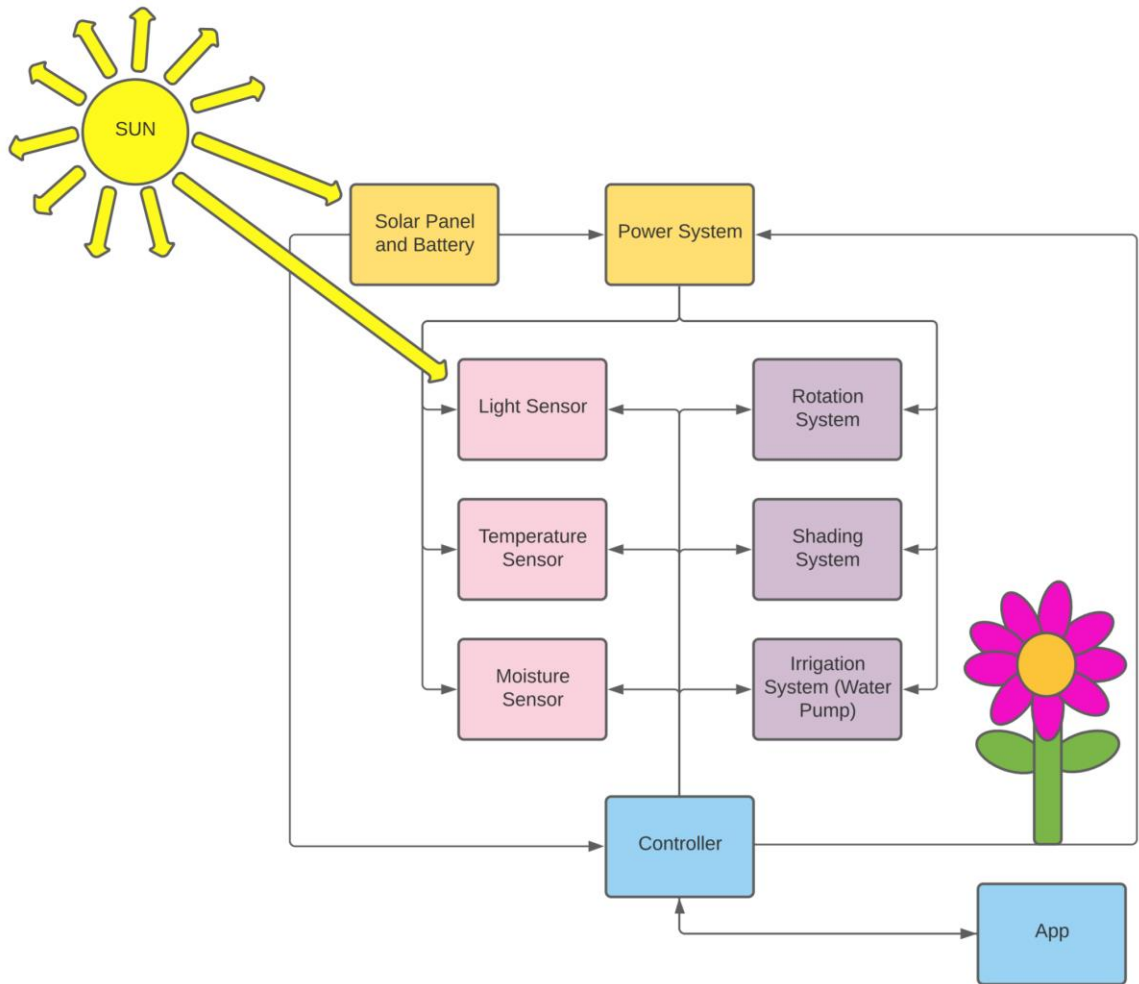 SUN
Solar Panel
and Battery
Power System
Light Sensor
Rotation
System
Temperature
Sensor
Shading
System
Moisture
Sensor
Irrigation
System (Water
Pump)
Controller
App